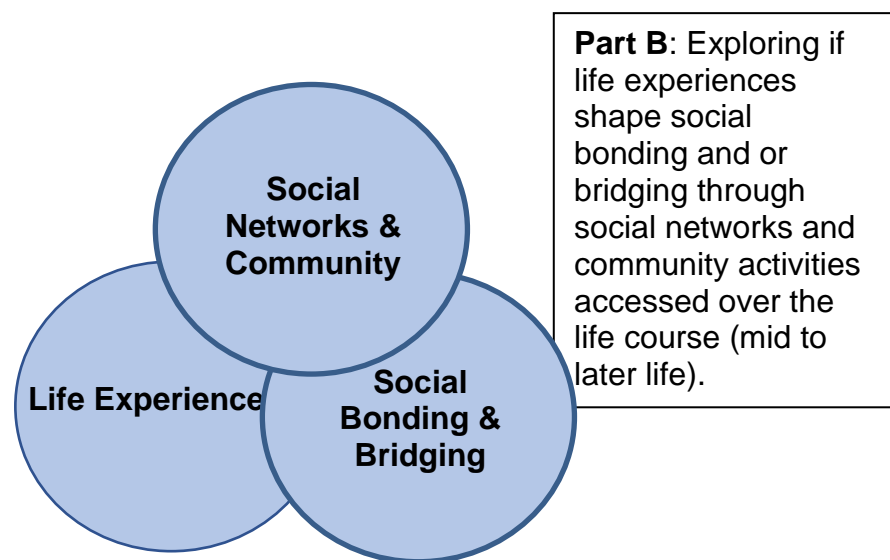 Social
Networks &
Community
Life Experience
Social
Bonding &
Bridging
Part B: Exploring if
life experiences
shape social
bonding and or
bridging through
social networks and
community activities
accessed over the
life course (mid to
later life).